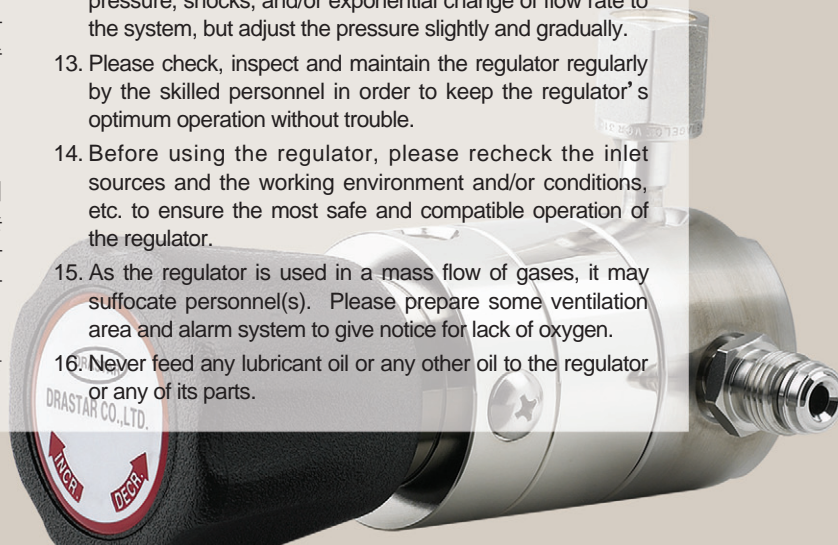 pressure, shocks, and/or exponential change of flow rate to
the system, but adjust the pressure slightly and gradually.
13. Please check, inspect and maintain the regulator regularly
by the skilled personnel in order to keep the regulator's
optimum operation without trouble.
14. Before using the regulator, please recheck the inlet
sources and the working environment and/or conditions,
etc. to ensure the most safe and compatible operation of
the regulator.
15. As the regulator is used in a mass flow of gases, it may
suffocate personnel(s). Please prepare some ventilation
area and alarm system to give notice for lack of oxygen.
16. Never feed any lubricant oil or any other oil to the regulator
or any of its parts.
DRASTAR CO.,LTD.
INCR.
DECR.